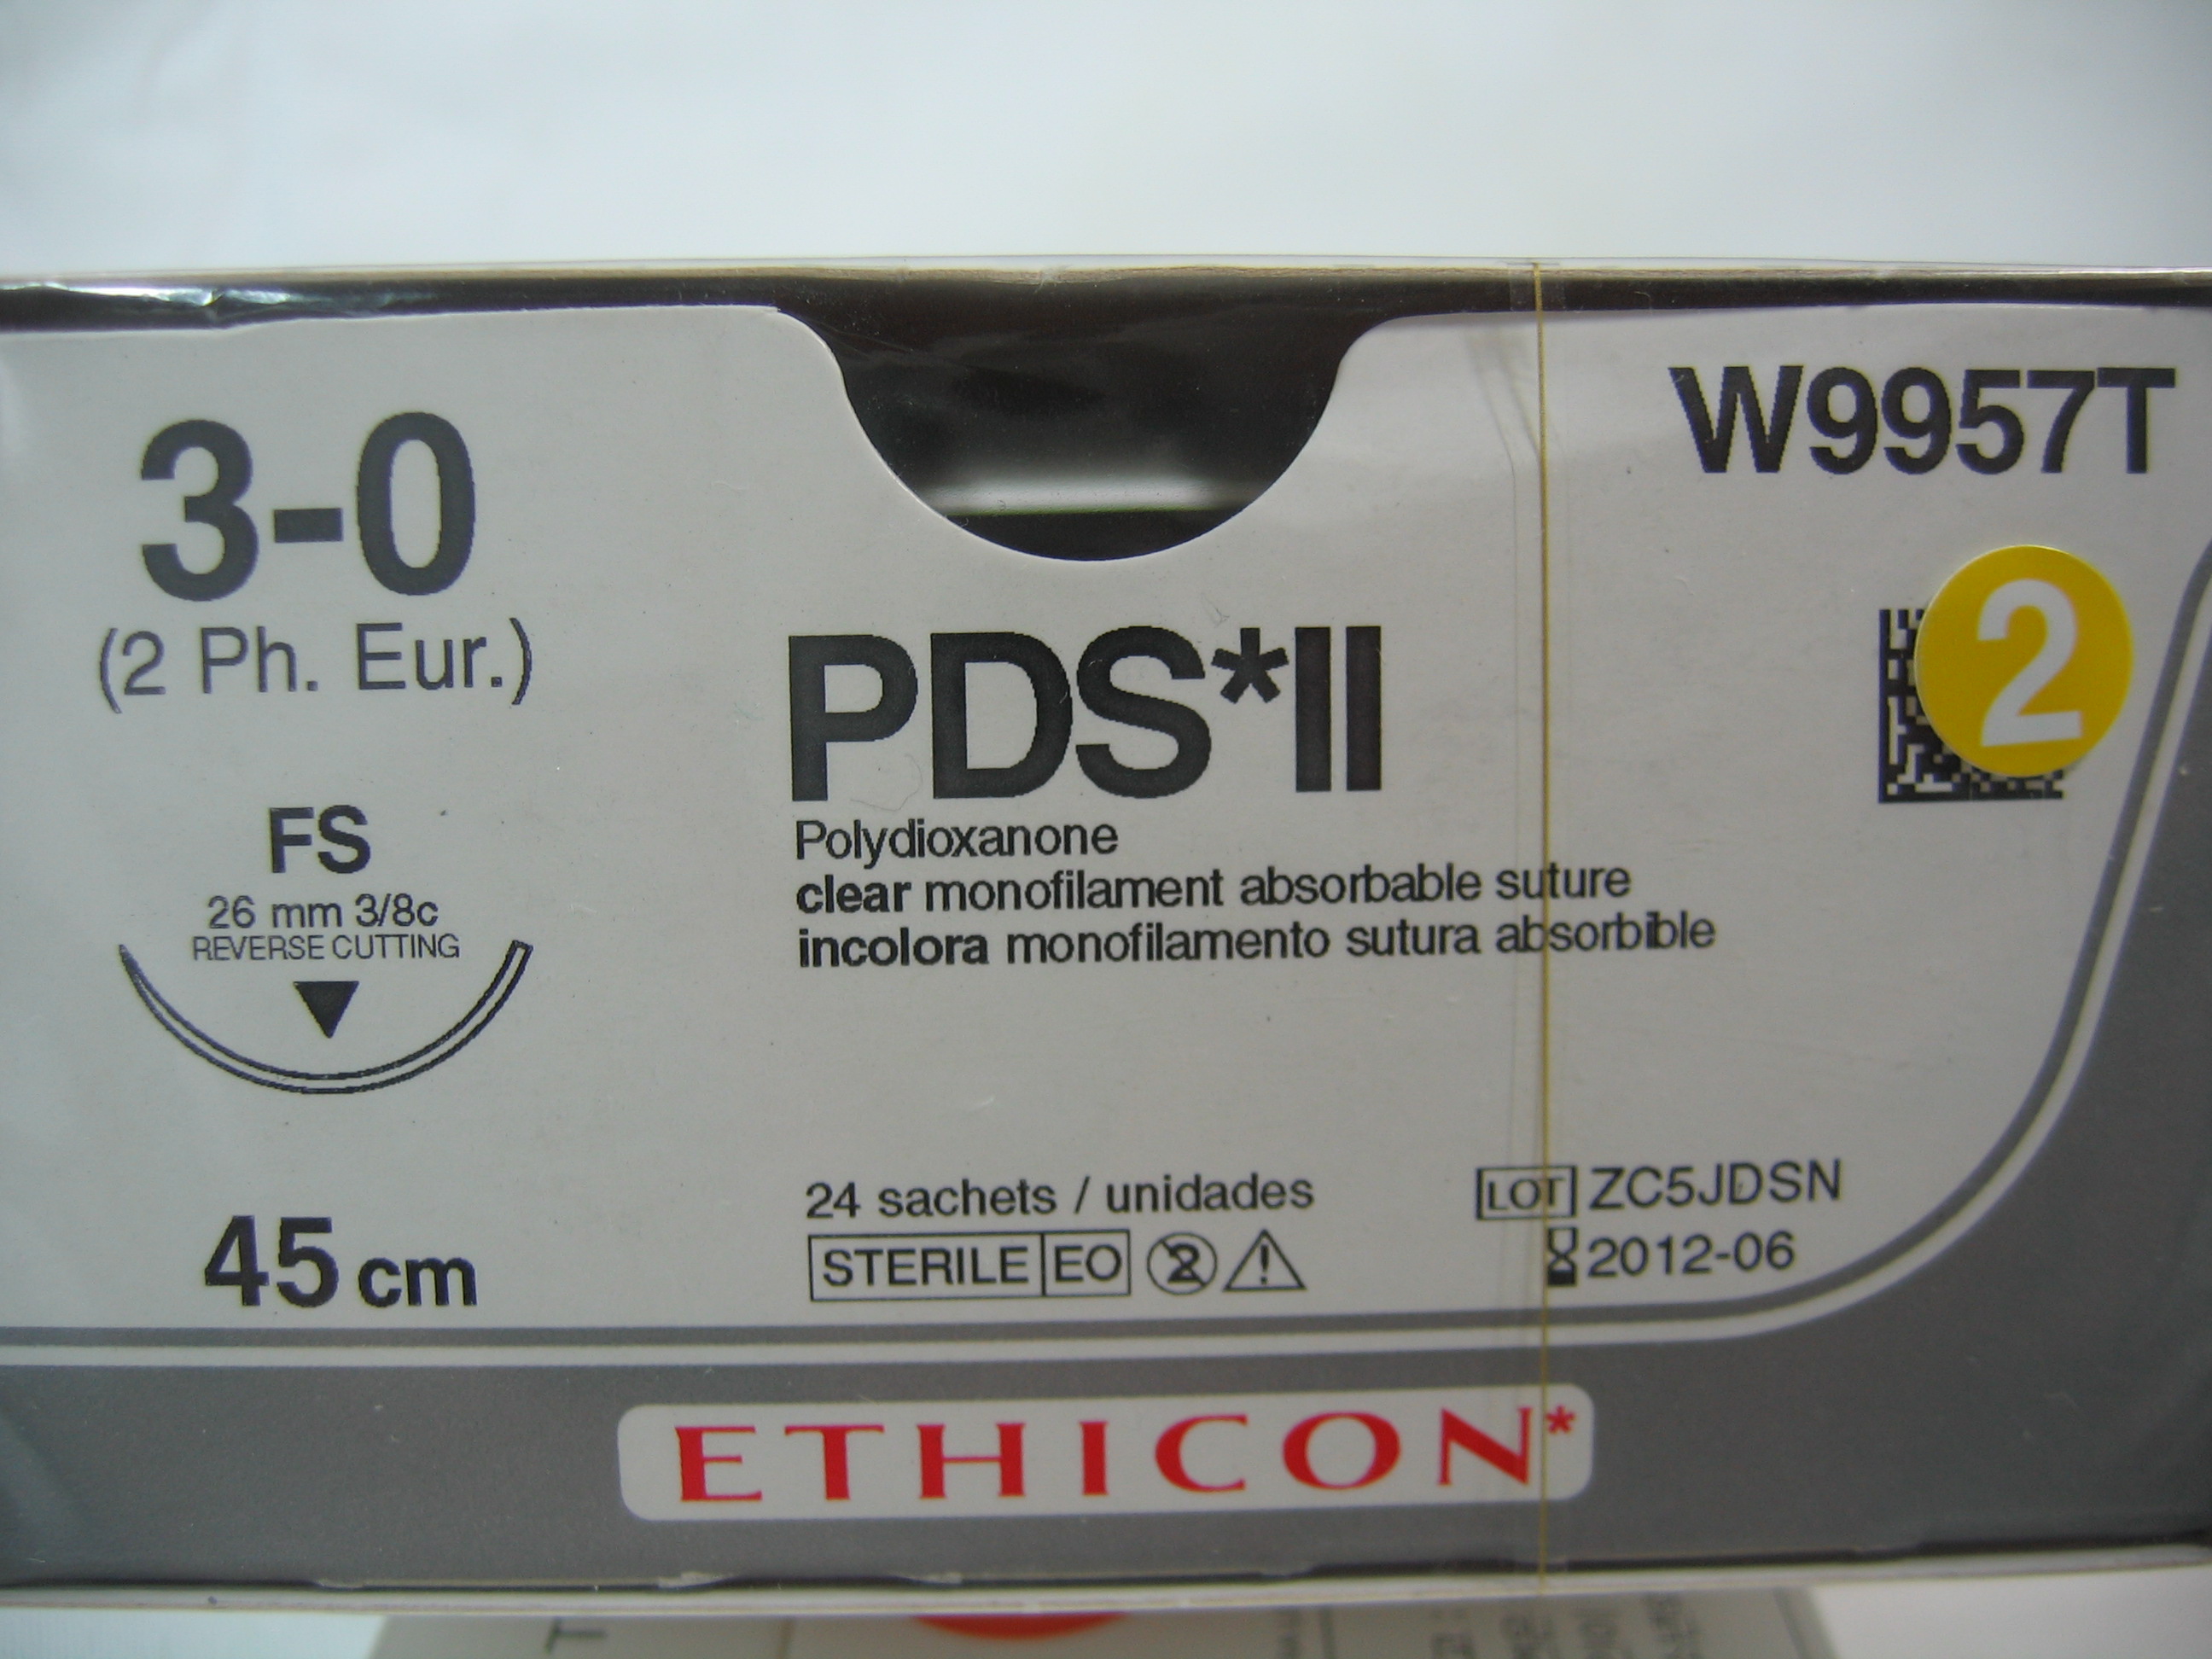 3-0
(2 Ph. Eur.)
FS
26 mm 3/8c
REVERSE CUTTING
45 cm
PDS*II
Polydioxanone
clear monofilament absorbable suture
incolora monofilamento sutura absorbible
24 sachets / unidades
STERILE EO 2
W9957T
2
LOT ZC5JDSN
2012-06
ETHICON*